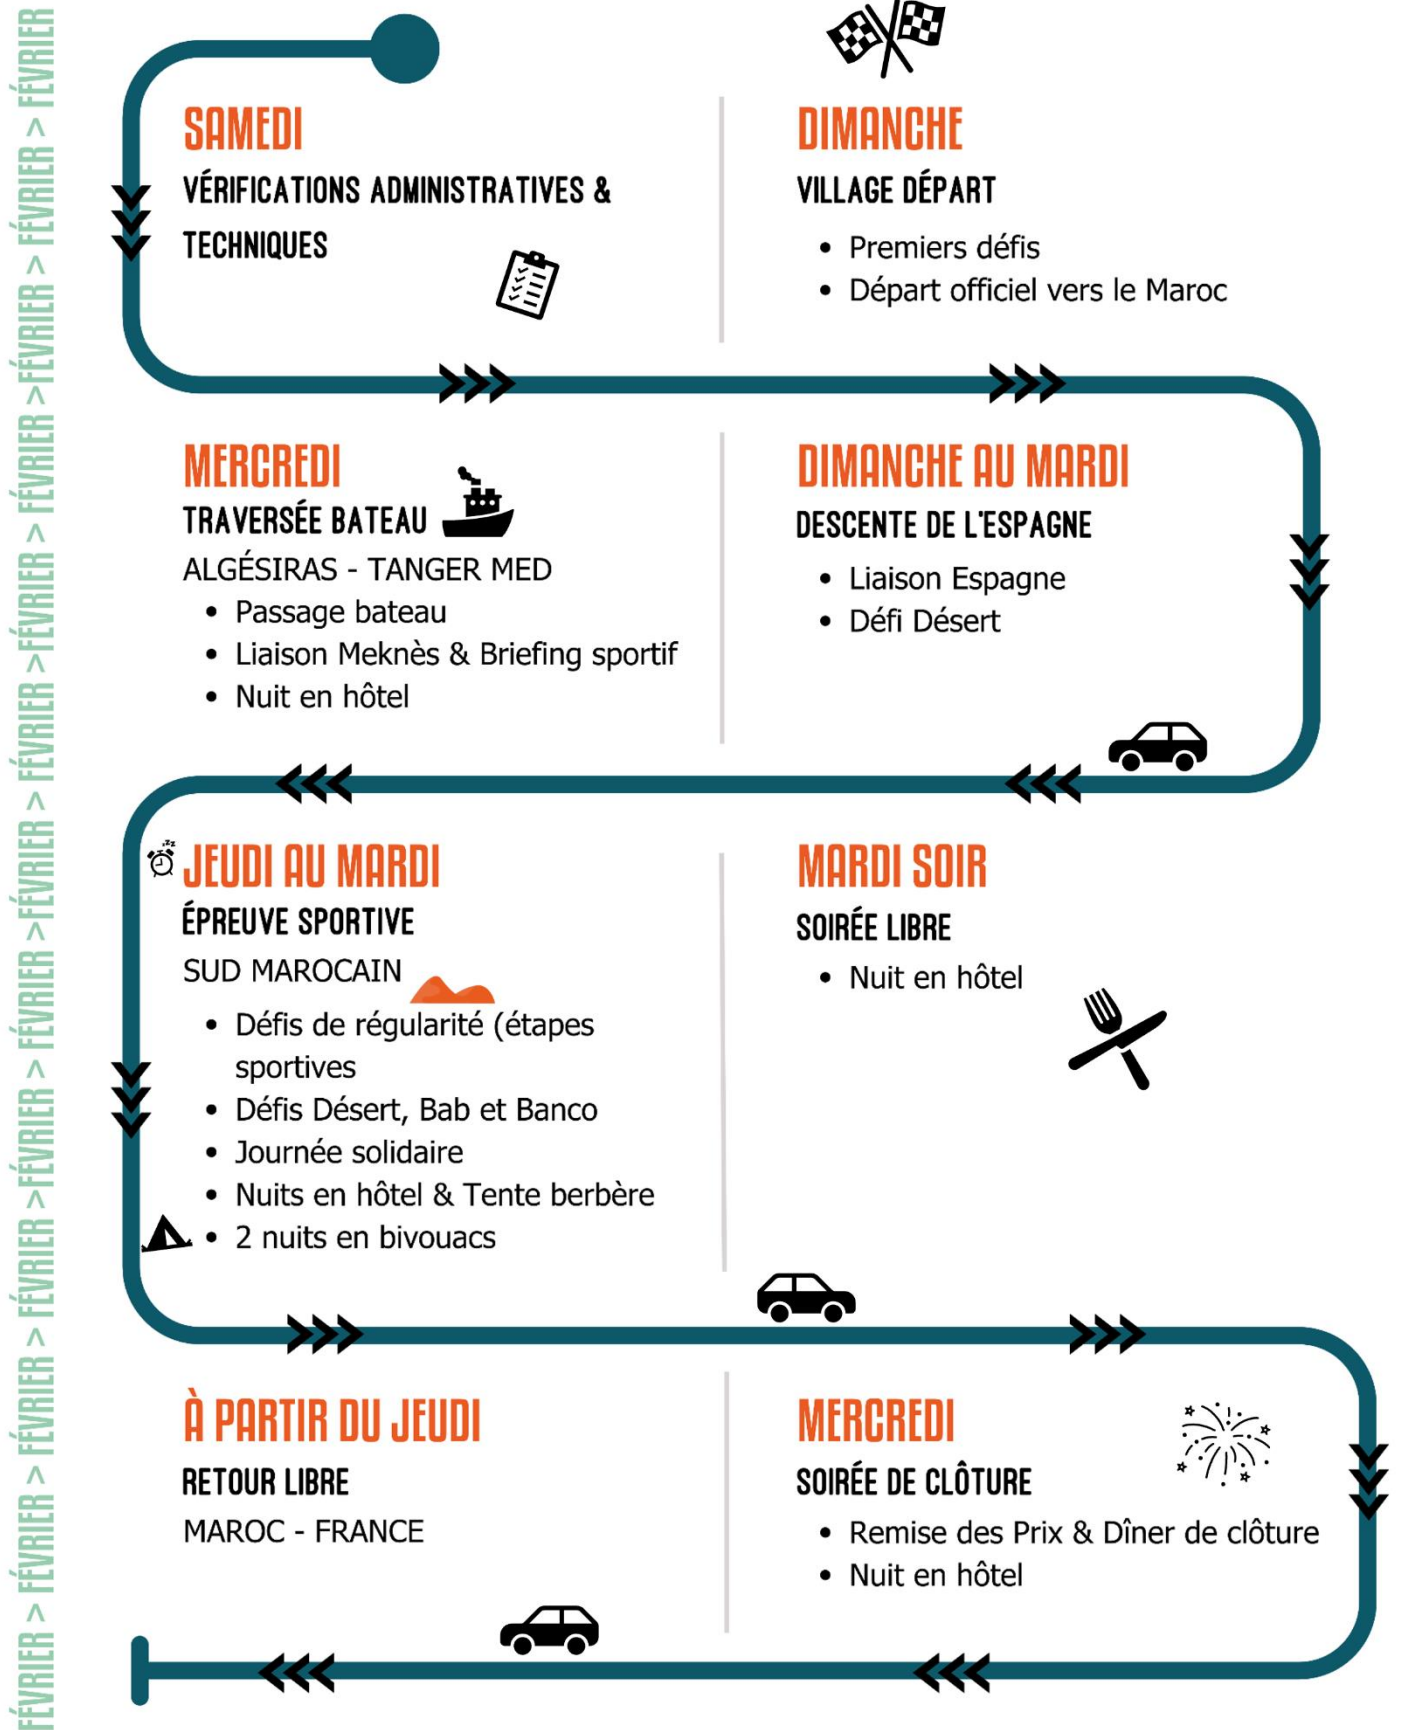 FÉVRIER > FÉVRIER > FÉVRIER > FÉVRIER >FÉVRIER > FÉVRIER >FÉVRIER > FÉVRIER >FÉVRIER > FÉVRIER >FÉVRIER > FÉVRIER > FÉVRIER
SAMEDI
VÉRIFICATIONS ADMINISTRATIVES &
TECHNIQUES
DIMANCHE
VILLAGE DÉPART
• Premiers défis
• Départ officiel vers le Maroc
MERCREDI
TRAVERSÉE BATEAU
ALGÉSIRAS - TANGER MED
• Passage bateau
• Liaison Meknès & Briefing sportif
• Nuit en hôtel
DIMANCHE AU MARDI
DESCENTE DE L'ESPAGNE
• Liaison Espagne
• Défi Désert
JEUDI AU MARDI
ÉPREUVE SPORTIVE
SUD MAROCAIN
• Défis de régularité (étapes
sportives
• Défis Désert, Bab et Banco
• Journée solidaire
• Nuits en hôtel & Tente berbère
• 2 nuits en bivouacs
MARDI SOIR
SOIRÉE LIBRE
• Nuit en hôtel
À PARTIR DU JEUDI
RETOUR LIBRE
MAROC - FRANCE
MERCREDI
SOIRÉE DE CLÔTURE
• Remise des Prix & Dîner de clôture
• Nuit en hôtel